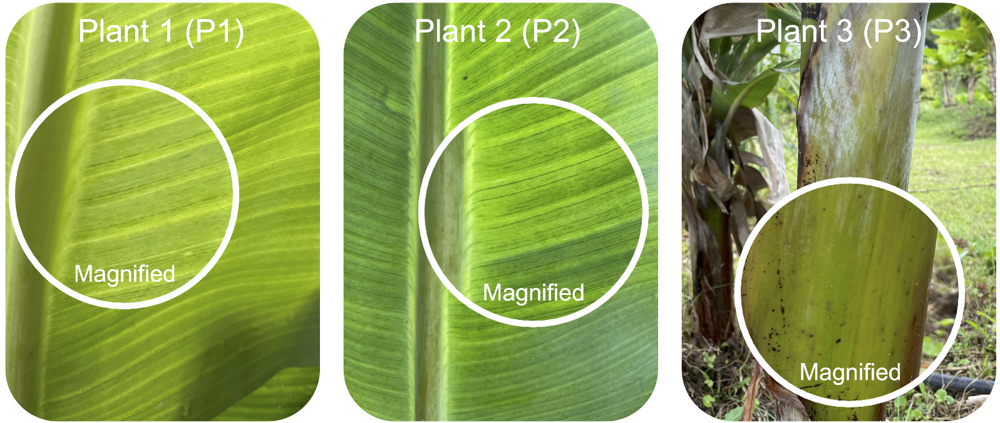 Plant 1 (P1)
Magnified
Plant 2 (P2)
Magnified
Plant 3 (P3)
Magnified